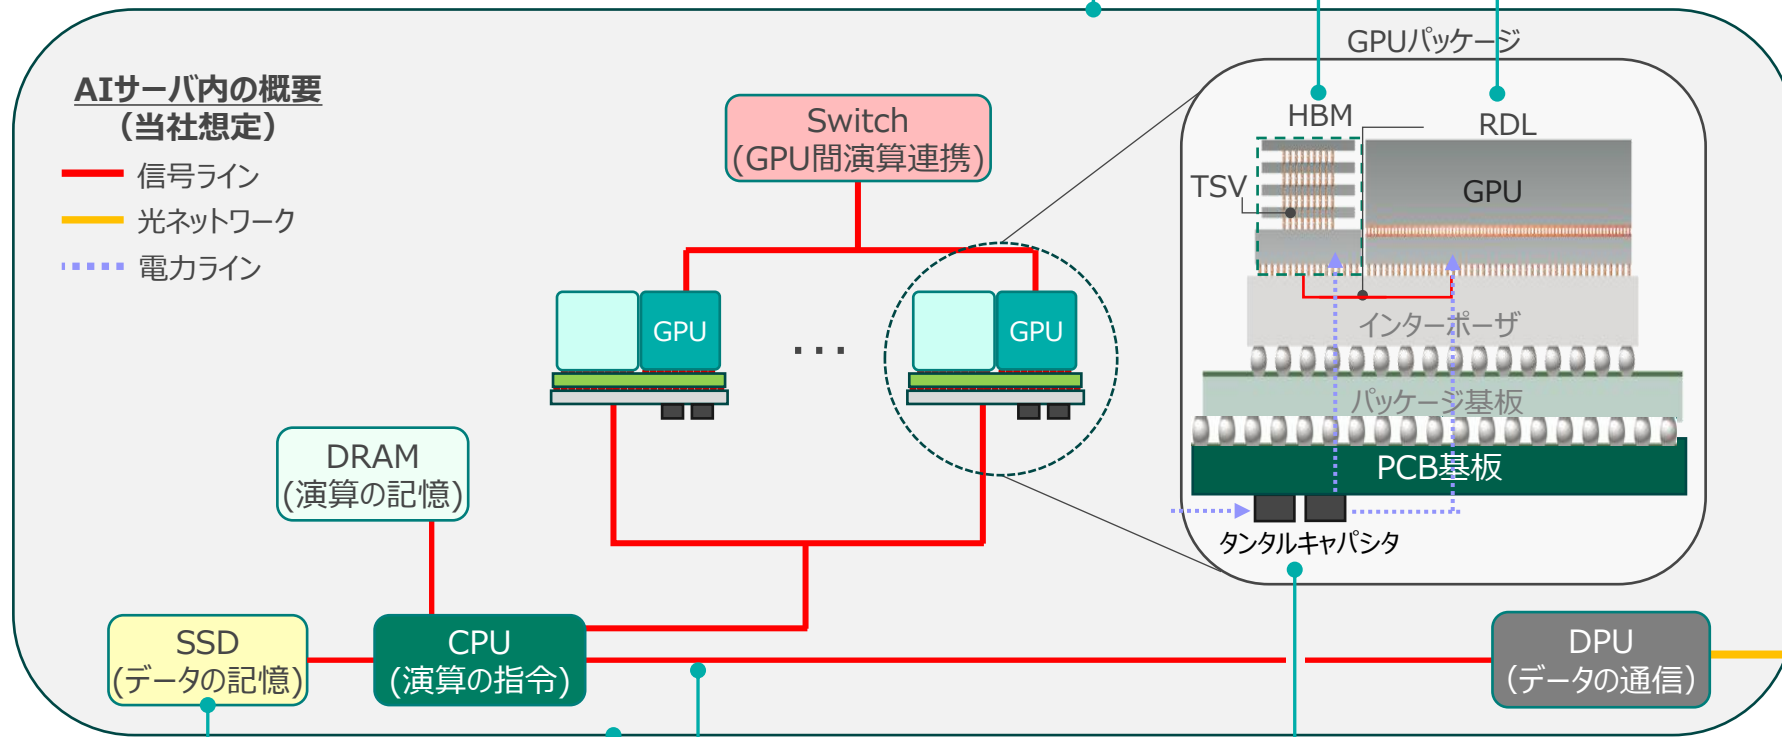 AIサーバ内の概要
（当社想定）
信号ライン
光ネットワーク
電力ライン
Switch
(GPU間演算連携)
GPU
…
GPU
DRAM
(演算の記憶)
SSD
(データの記憶)
CPU
(演算の指令)
DPU
(データの通信)
GPUパッケージ
HBM
RDL
TSV
GPU
インターポーザ
パッケージ基板
PCB基板
タンタルキャパシタ